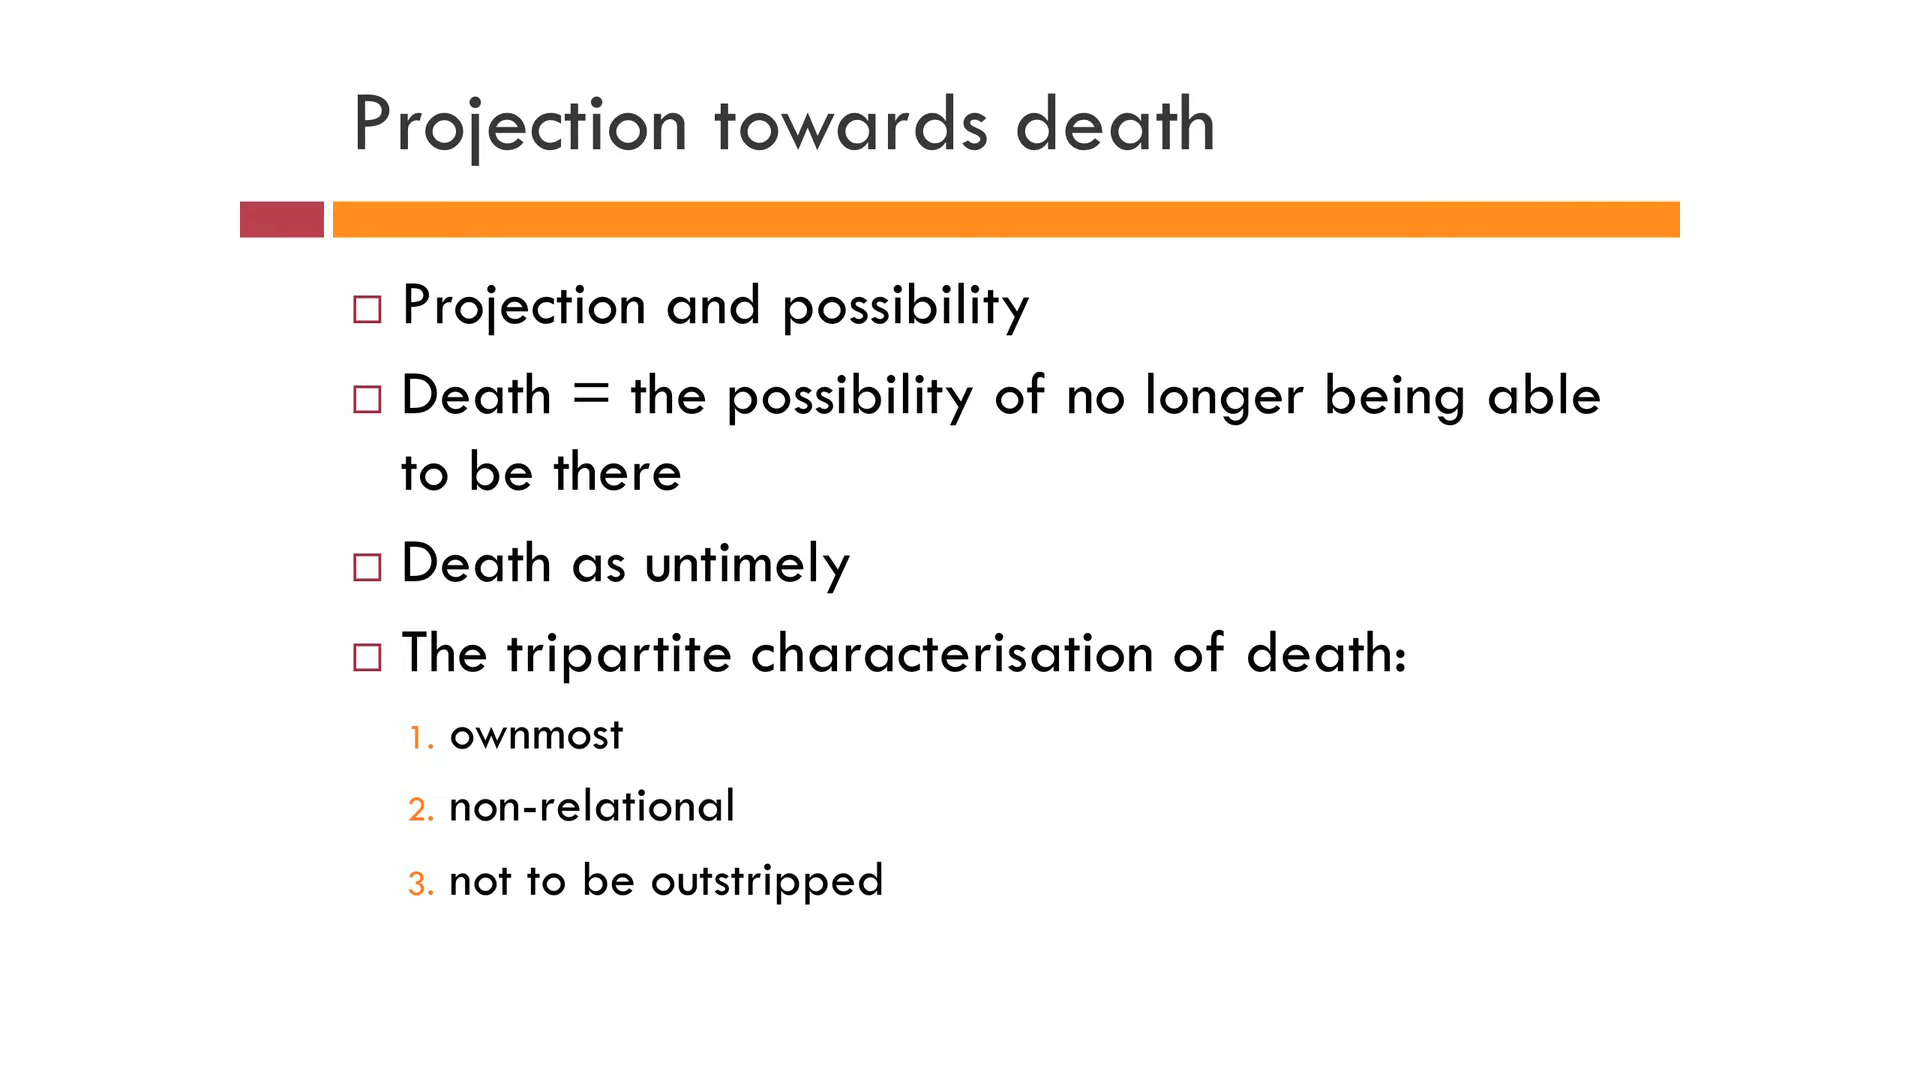 Projection towards death
Projection and possibility
Death = the possibility of no longer being able
to be there
Death as untimely
The tripartite characterisation of death:
1. ownmost
2. non-relational
3. not to be outstripped